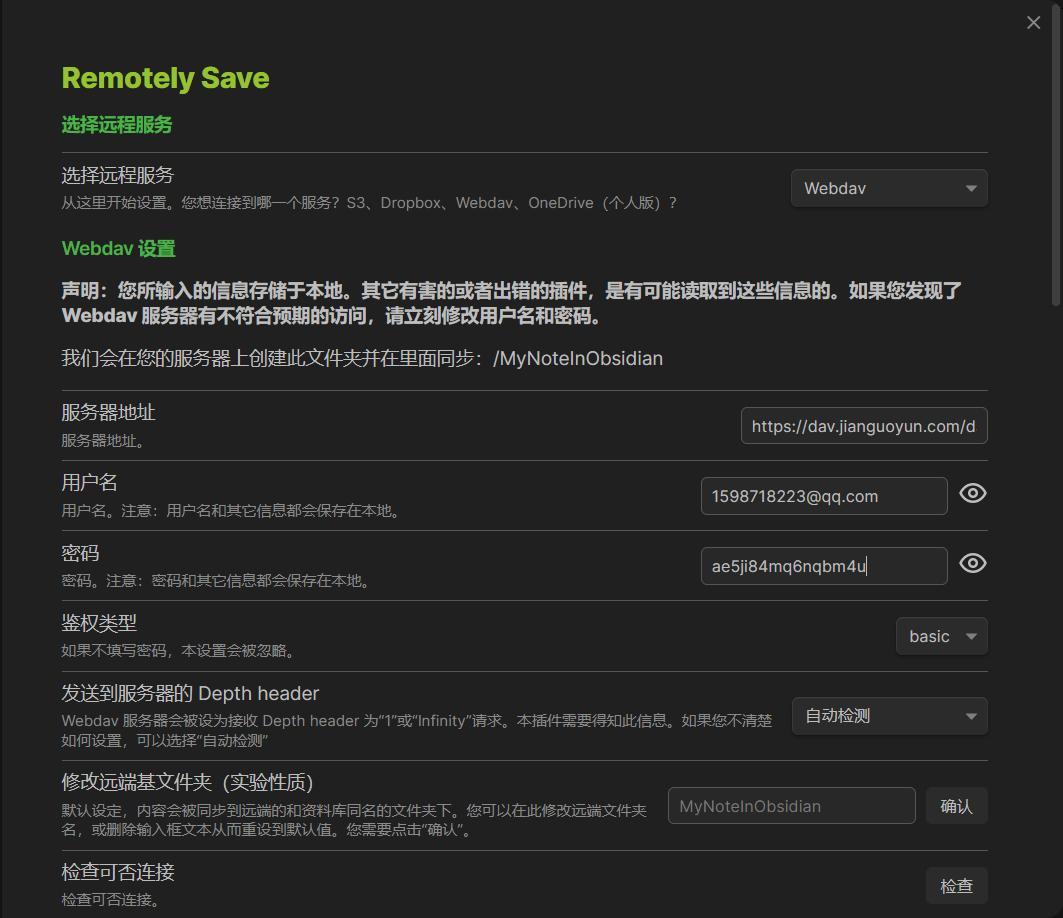 Remotely Save
选择远程服务
选择远程服务
从这里开始设置。您想连接到哪一个服务？S3、Dropbox、Webdav、OneDrive（个人版）？
Webdav
Webdav 设置
声明：您所输入的信息存储于本地。其它有害的或者出错的插件，是有可能读取到这些信息的。如果您发现了
Webdav 服务器有不符合预期的访问，请立刻修改用户名和密码。
我们会在您的服务器上创建此文件夹并在里面同步：/MyNoteInObsidian
服务器地址
服务器地址。
https://dav.jianguoyun.com/d
用户名
用户名。注意：用户名和其它信息都会保存在本地。
1598718223@qq.com
密码
密码。注意：密码和其它信息都会保存在本地。
ae5ji84mq6nqbm4u
鉴权类型
如果不填写密码，本设置会被忽略。
basic
发送到服务器的 Depth header
Webdav 服务器会被设为接收 Depth header 为“1”或“Infinity”请求。本插件需要得知此信息。如果您不清楚
如何设置，可以选择“自动检测”
自动检测
修改远端基文件夹（实验性质）
默认设定，内容会被同步到远端的和资料库同名的文件夹下。您可以在此修改远端文件夹
名，或删除输入框文本从而重设到默认值。您需要点击“确认”。
MyNoteInObsidian
确认
检查可否连接
检查可否连接。
检查